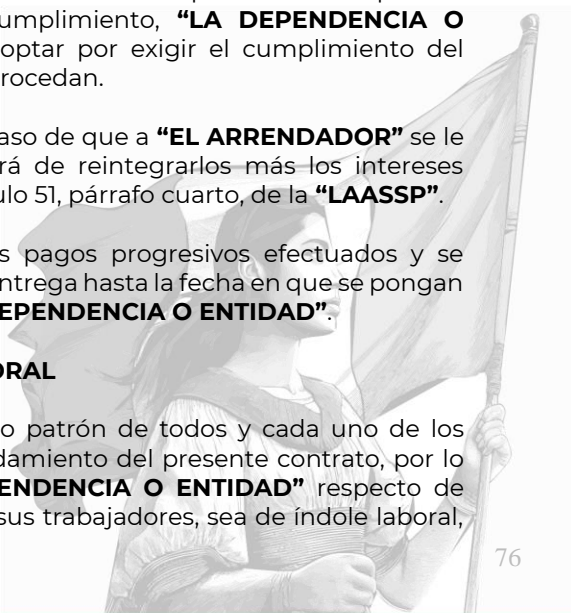 umplimiento, “LA DEPENDENCIA O
optar por exigir el cumplimiento del
rocedan.
aso de que a “EL ARRENDADOR” se le
rá de reintegrarlos más los intereses
ulo 51, párrafo cuarto, de la “LAASSP”.
s pagos progresivos efectuados y se
ntrega hasta la fecha en que se pongan
EPENDENCIA O ENTIDAD”.
ORAL
o patrón de todos y cada uno de los
damiento del presente contrato, por lo
ENDENCIA O ENTIDAD” respecto de
sus trabajadores, sea de índole laboral,
76